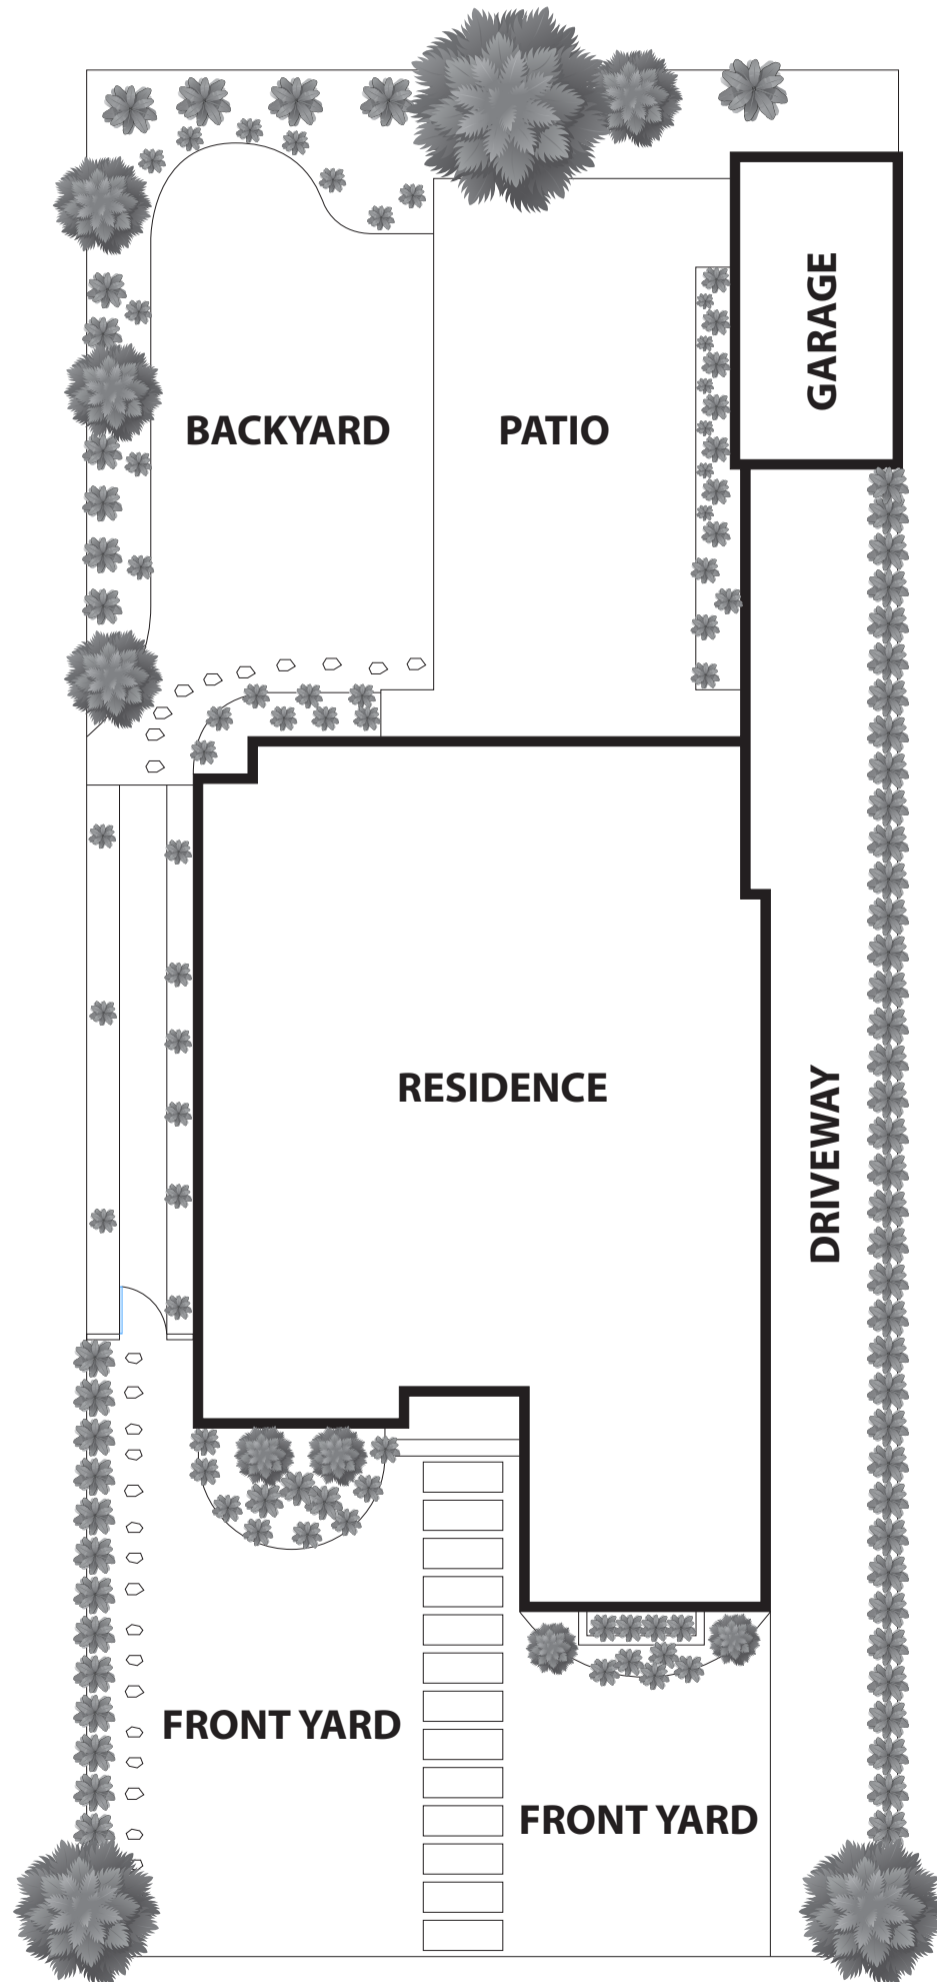 GARAGE
BACKYARD
PATIO
RESIDENCE
DRIVEWAY
FRONT YARD
FRONT YARD